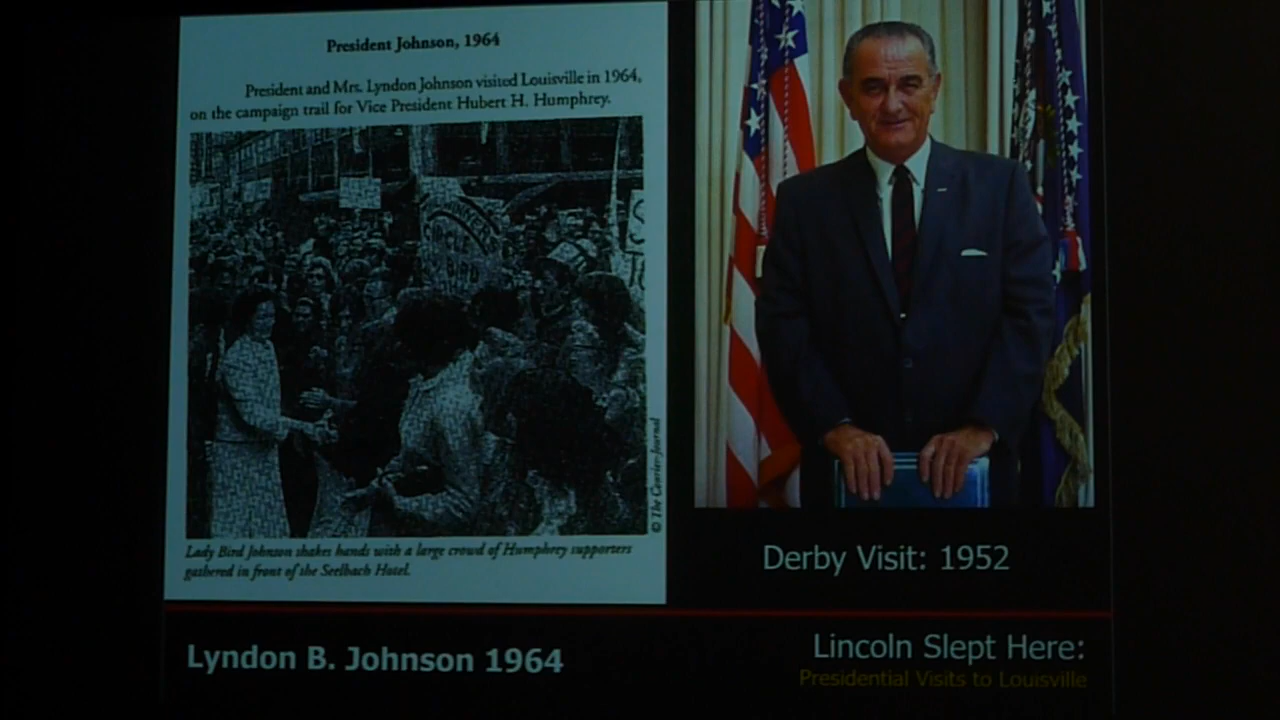 President Johnson, 1964
President and Mrs. Lyndon Johnson visited Louisville in 1964,
on the campaign trail for Vice President Hubert H. Humphrey.
© The Courier-Journal
Lady Bird Johnson shakes hands with a large crowd of Humphrey supporters
gathered in front of the Seelbach Hotel.
Derby Visit: 1952
Lyndon B. Johnson 1964
Lincoln Slept Here:
Presidential Visits to Louisville